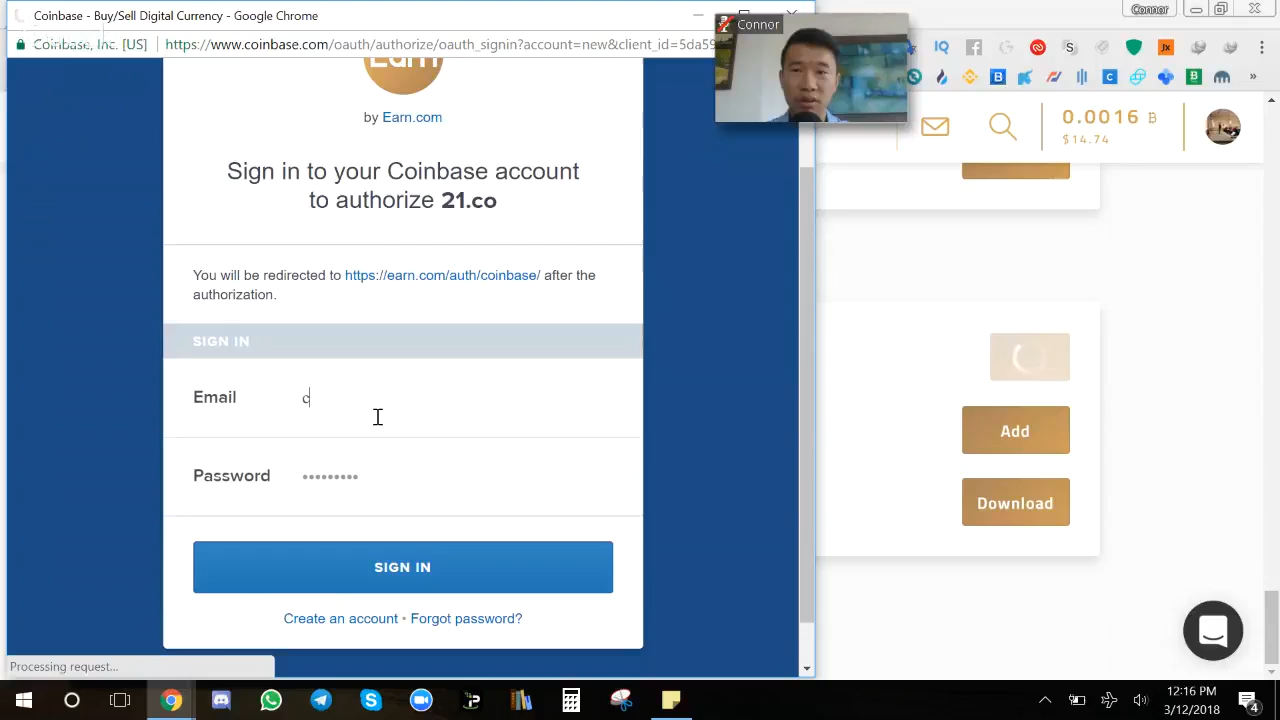 Coinbase - Buy/Sell Digital Currency - Google Chrome
Connor
Connor
Coinbase, Inc. [US]
https://www.coinbase.com/oauth/authorize/oauth_signin?account=new&client_id=5da59
Earn
by Earn.com
0.0016
$14.74
Sign in to your Coinbase account
to authorize 21.co
You will be redirected to https://earn.com/auth/coinbase/ after the
authorization.
SIGN IN
Email
c
Add
Password
Download
SIGN IN
Create an account • Forgot password?
Processing request...
12:16 PM
3/12/2018
4